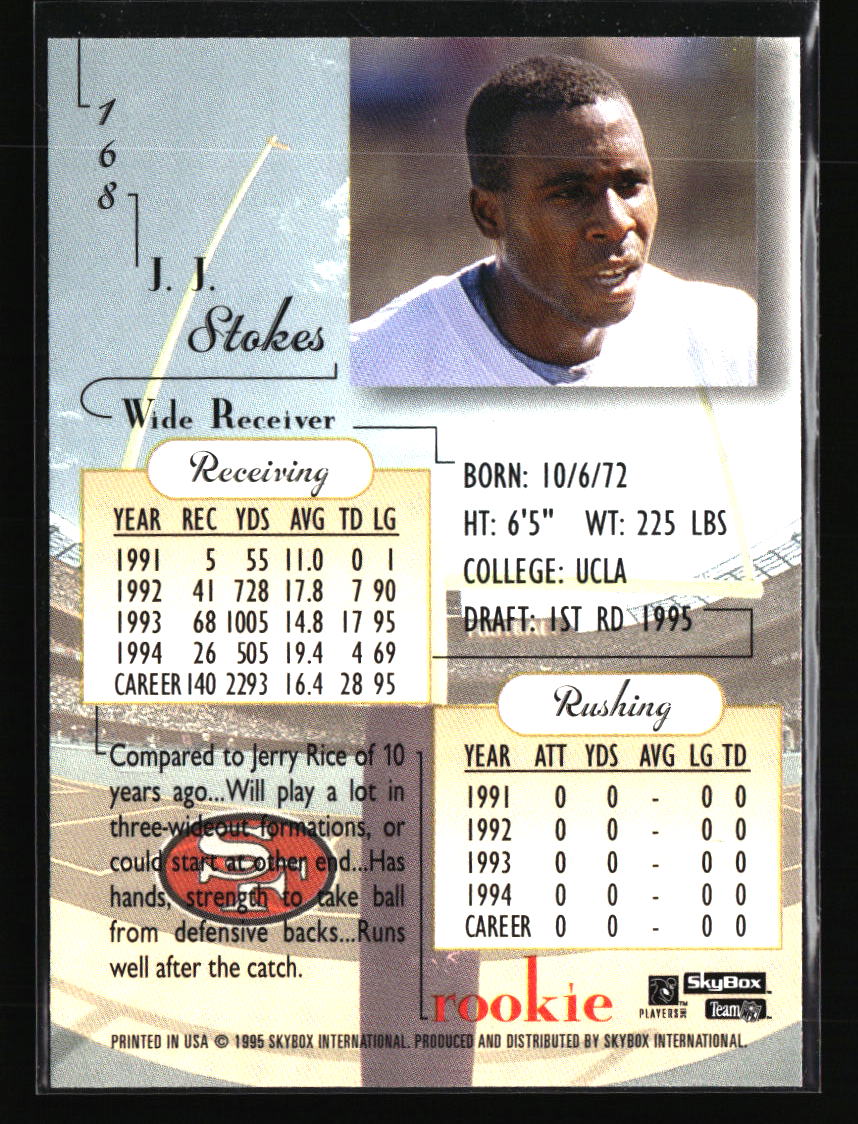 168
J. J.
Stokes
Wide Receiver
Receiving
YEAR REC YDS AVG TD LG
1991 5 55 11.0 0 1
1992 41 728 17.8 7 90
1993 68 1005 14.8 17 95
1994 26 505 19.4 4 69
CAREER 140 2293 16.4 28 95
BORN: 10/6/72
HT: 6'5" WT: 225 LBS
COLLEGE: UCLA
DRAFT: 1ST RD 1995
Rushing
YEAR ATT YDS AVG LG TD
1991 0 0 - 0 0
1992 0 0 - 0 0
1993 0 0 - 0 0
1994 0 0 - 0 0
CAREER 0 0 - 0 0
Compared to Jerry Rice of 10
years ago...Will play a lot in
three-wideout formations, or
could start at other end...Has
hands, strength to take ball
from defensive backs...Runs
well after the catch.
SF
rookie
PLAYERS INC
SkyBox™
Team NFL
PRINTED IN USA © 1995 SKYBOX INTERNATIONAL. PRODUCED AND DISTRIBUTED BY SKYBOX INTERNATIONAL.